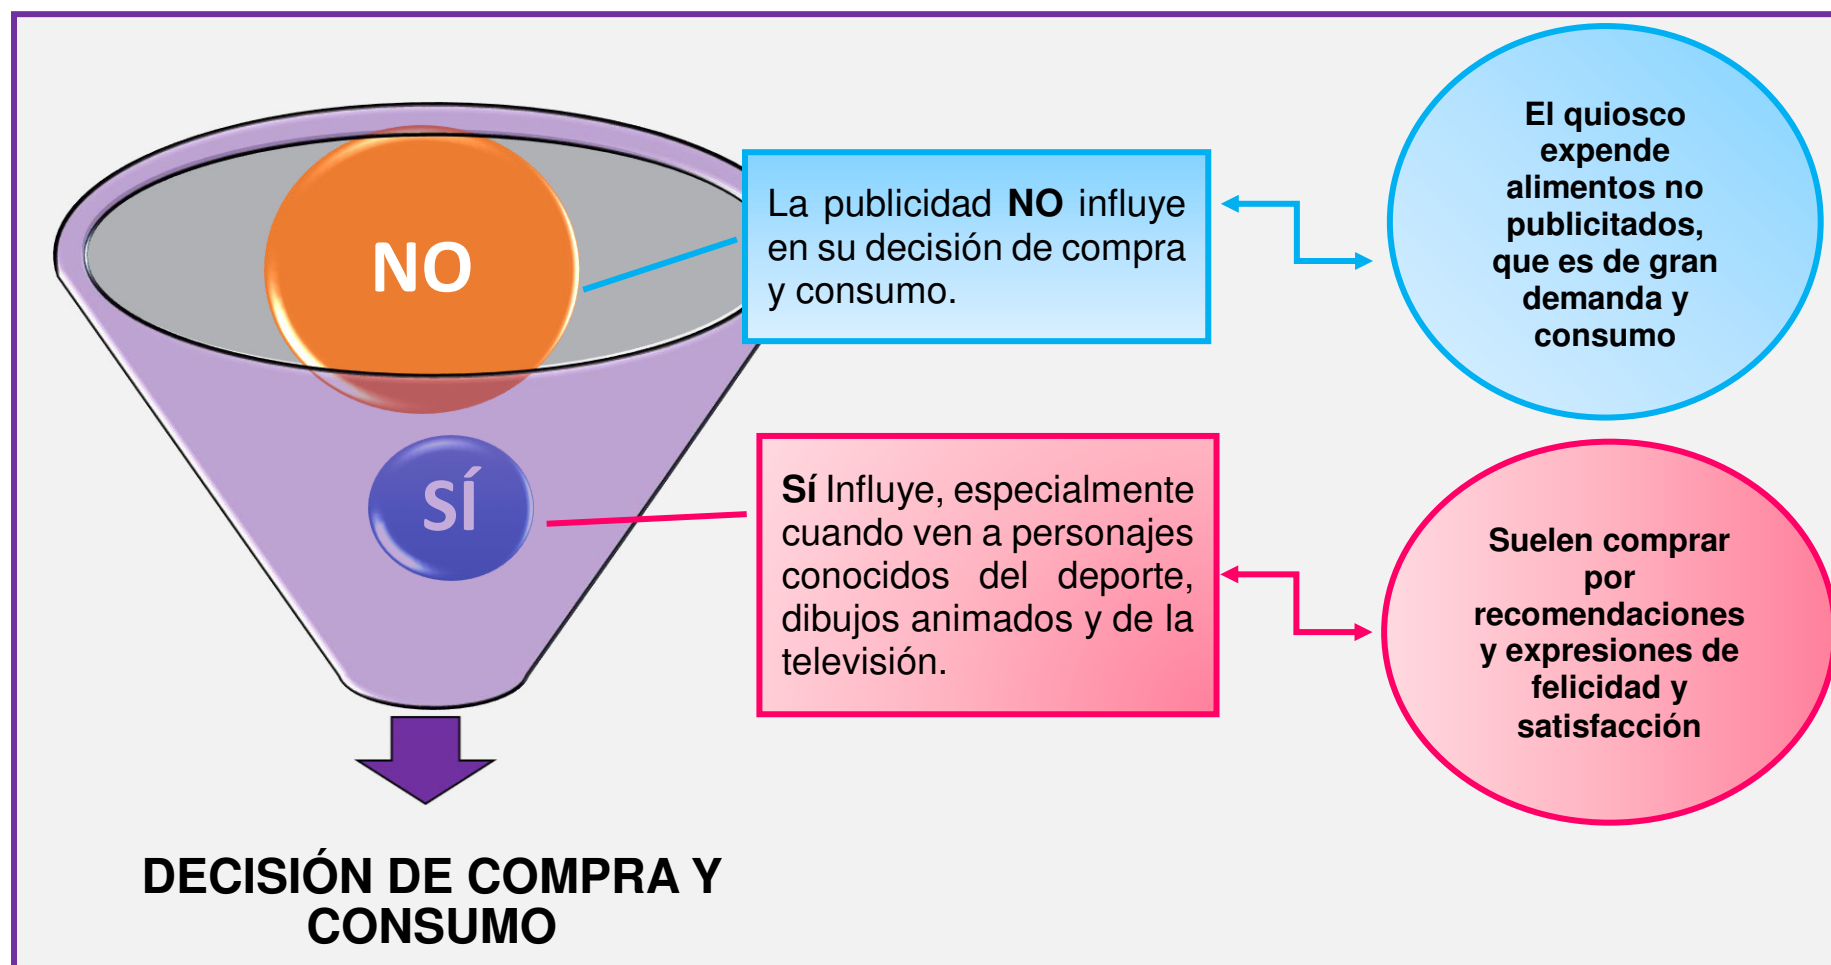 NO
La publicidad NO influye
en su decisión de compra
y consumo.
El quiosco
expende
alimentos no
publicitados,
que es de gran
demanda y
consumo
SÍ
Sí Influye, especialmente
cuando ven a personajes
conocidos del deporte,
dibujos animados y de la
televisión.
Suelen comprar
por
recomendaciones
y expresiones de
felicidad y
satisfacción
DECISIÓN DE COMPRA Y
CONSUMO